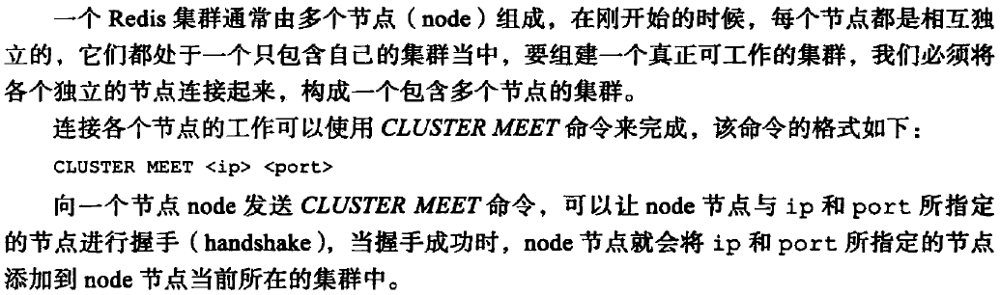 一个 Redis 集群通常由多个节点（node）组成，在刚开始的时候，每个节点都是相互独
立的，它们都处于一个只包含自己的集群当中，要组建一个真正可工作的集群，我们必须将
各个独立的节点连接起来，构成一个包含多个节点的集群。
连接各个节点的工作可以使用 CLUSTER MEET 命令来完成，该命令的格式如下：
CLUSTER MEET <ip> <port>
向一个节点 node 发送 CLUSTER MEET 命令，可以让 node 节点与 ip 和 port 所指定
的节点进行握手（handshake），当握手成功时，node 节点就会将 ip 和 port 所指定的节点
添加到 node 节点当前所在的集群中。